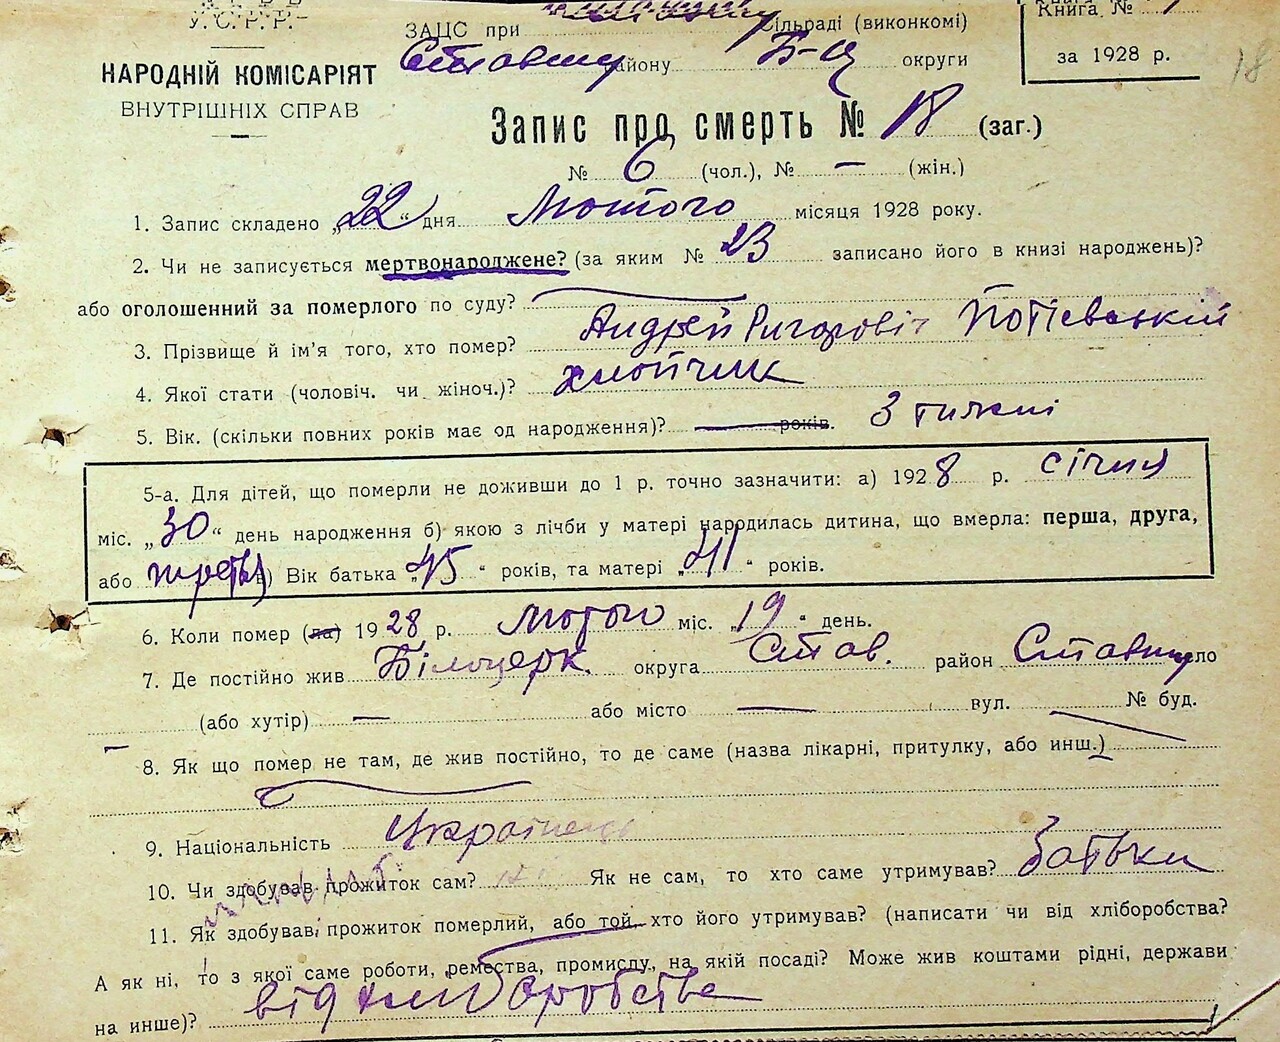 У.С.Р.Р.
ЗАЦС при Сільраді (виконкомі)
Книга №
Ставищ району Б-Ц округи
за 1928 р.
18
НАРОДНІЙ КОМІСАРІЯТ
ВНУТРІШНІХ СПРАВ
Запис про смерть № 18 (заг.)
№ 6 (чол.), № — (жін.)
1. Запис складено „22“ дня Лютого місяця 1928 року.
2. Чи не записується мертвонароджене? (за яким № 23 записано його в книзі народжень)?
або оголошенний за померлого по суду?
3. Прізвище й ім'я того, хто помер? Андрей Ригорович Потієвський
4. Якої стати (чоловіч. чи жіноч.)? хлопчик
5. Вік. (скільки повних років має од народження)? років. 3 тижні
5-а. Для дітей, що померли не доживши до 1 р. точно зазначити: а) 1928 р. січня
міс. „30“ день народження б) якою з лічби у матері народилась дитина, що вмерла: перша, друга,
або третя в) Вік батька „45“ років, та матері „41“ років.
6. Коли помер (ла) 1928 р. лютого міс. „19“ день.
7. Де постійно жив Білоцерк. округа Став. район Ставище село
(або хутір) — або місто — вул. № буд.
—
8. Як що помер не там, де жив постійно, то де саме (назва лікарні, притулку, або инш.)
9. Національність Українець
10. Чи здобував прожиток сам? Як не сам, то хто саме утримував? Батьки
11. Як здобував прожиток померлий, або той, хто його утримував? (написати чи від хліборобства?
А як ні, то з якої саме роботи, ремества, промислу, на якій посаді? Може жив коштами рідні, держави
на инше)? від хліборобства